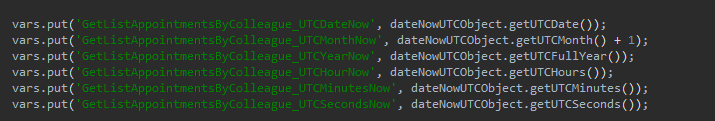 vars.put('GetListAppointmentsByColleague_UTCDateNow', dateNowUTCObject.getUTCDate());
vars.put('GetListAppointmentsByColleague_UTCMonthNow', dateNowUTCObject.getUTCMonth() + 1);
vars.put('GetListAppointmentsByColleague_UTCYearNow', dateNowUTCObject.getUTCFullYear());
vars.put('GetListAppointmentsByColleague_UTCHourNow', dateNowUTCObject.getUTCHours());
vars.put('GetListAppointmentsByColleague_UTCMinutesNow', dateNowUTCObject.getUTCMinutes());
vars.put('GetListAppointmentsByColleague_UTCSecondsNow', dateNowUTCObject.getUTCSeconds());